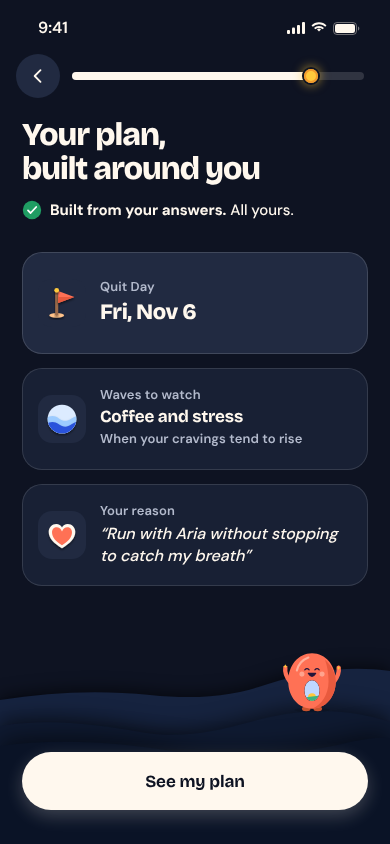 9:41
Your plan,
built around you
Built from your answers. All yours.
Quit Day
Fri, Nov 6
Waves to watch
Coffee and stress
When your cravings tend to rise
Your reason
“Run with Aria without stopping
to catch my breath”
See my plan